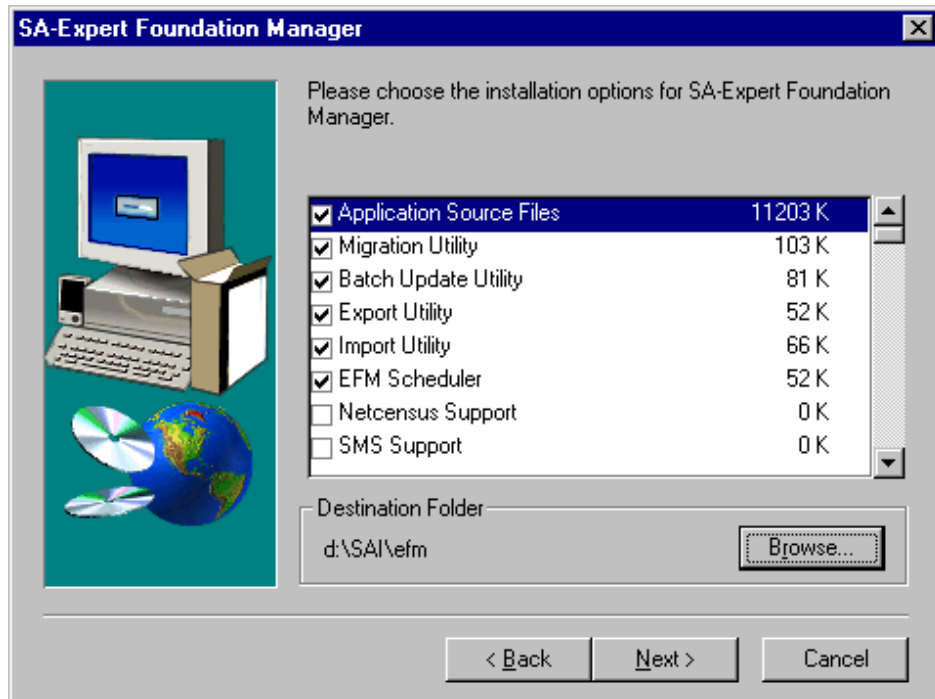 SA-Expert Foundation Manager
Please choose the installation options for SA-Expert Foundation
Manager.
Application Source Files 11203 K
Migration Utility 103 K
Batch Update Utility 81 K
Export Utility 52 K
Import Utility 66 K
EFM Scheduler 52 K
Netcensus Support 0 K
SMS Support 0 K
Destination Folder
d:\SAI\efm
Browse...
< Back
Next >
Cancel